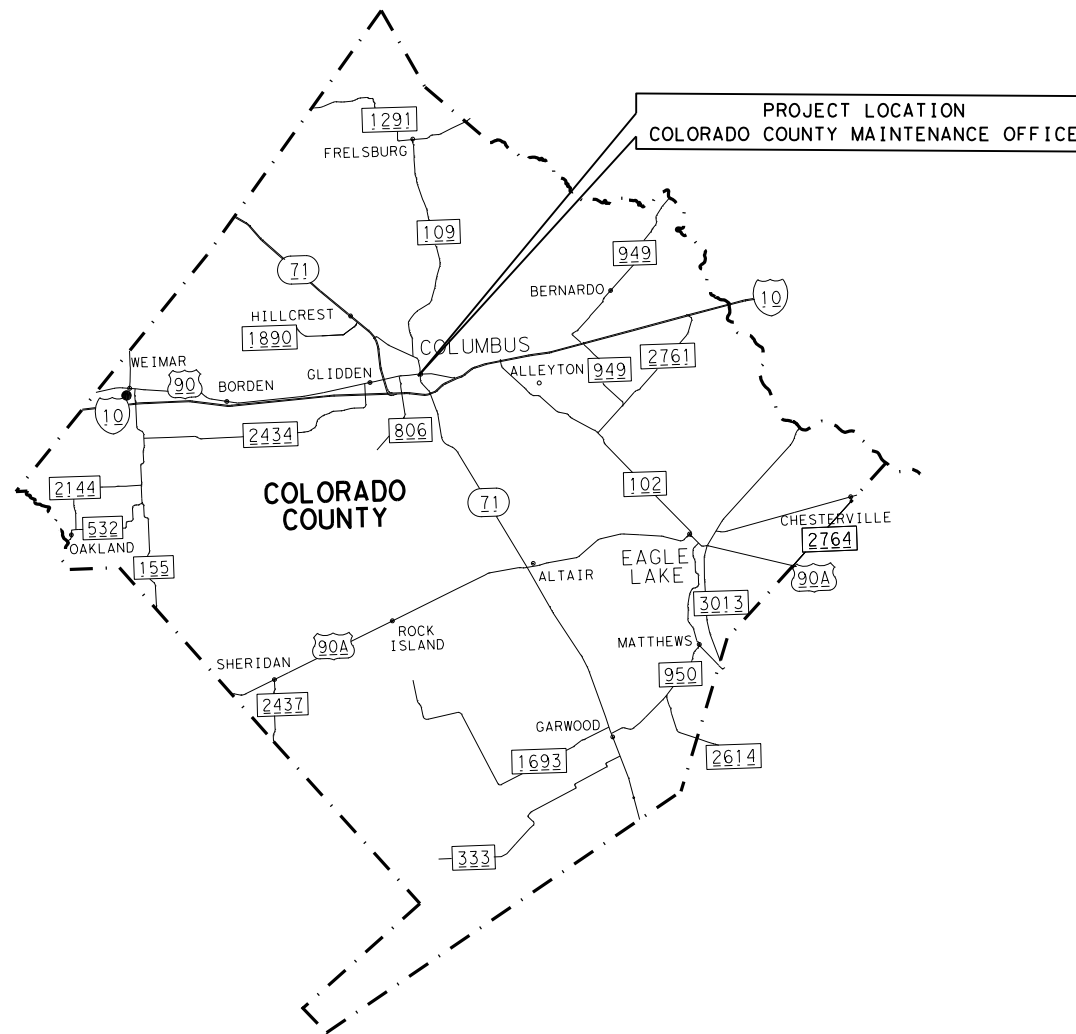 PROJECT LOCATION
COLORADO COUNTY MAINTENANCE OFFICE
1291
FRELSBURG
109
949
71
BERNARDO
10
HILLCREST
1890
COLUMBUS
2761
WEIMAR
GLIDDEN
ALLEYTON
949
90
BORDEN
10
2434
806
2144
COLORADO
COUNTY
102
71
532
OAKLAND
CHESTERVILLE
2764
EAGLE
LAKE
155
ALTAIR
90A
3013
ROCK
ISLAND
90A
MATTHEWS
SHERIDAN
950
2437
GARWOOD
1693
2614
333